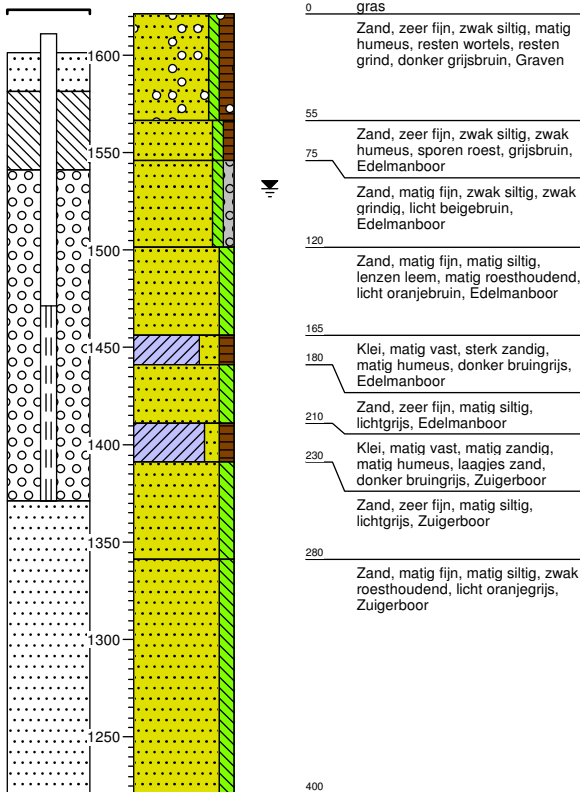 1600
1550
1500
1450
1400
1350
1300
1250
0
gras
Zand, zeer fijn, zwak siltig, matig
humeus, resten wortels, resten
grind, donker grijsbruin, Graven
55
Zand, zeer fijn, zwak siltig, zwak
humeus, sporen roest, grijsbruin,
Edelmanboor
75
Zand, matig fijn, zwak siltig, zwak
grindig, licht beigebruin,
Edelmanboor
120
Zand, matig fijn, matig siltig,
lenzen leem, matig roesthoudend,
licht oranjebruin, Edelmanboor
165
Klei, matig vast, sterk zandig,
matig humeus, donker bruingrijs,
Edelmanboor
180
Zand, zeer fijn, matig siltig,
lichtgrijs, Edelmanboor
210
Klei, matig vast, matig zandig,
matig humeus, laagjes zand,
donker bruingrijs, Zuigerboor
230
Zand, zeer fijn, matig siltig,
lichtgrijs, Zuigerboor
280
Zand, matig fijn, matig siltig, zwak
roesthoudend, licht oranjegrijs,
Zuigerboor
400